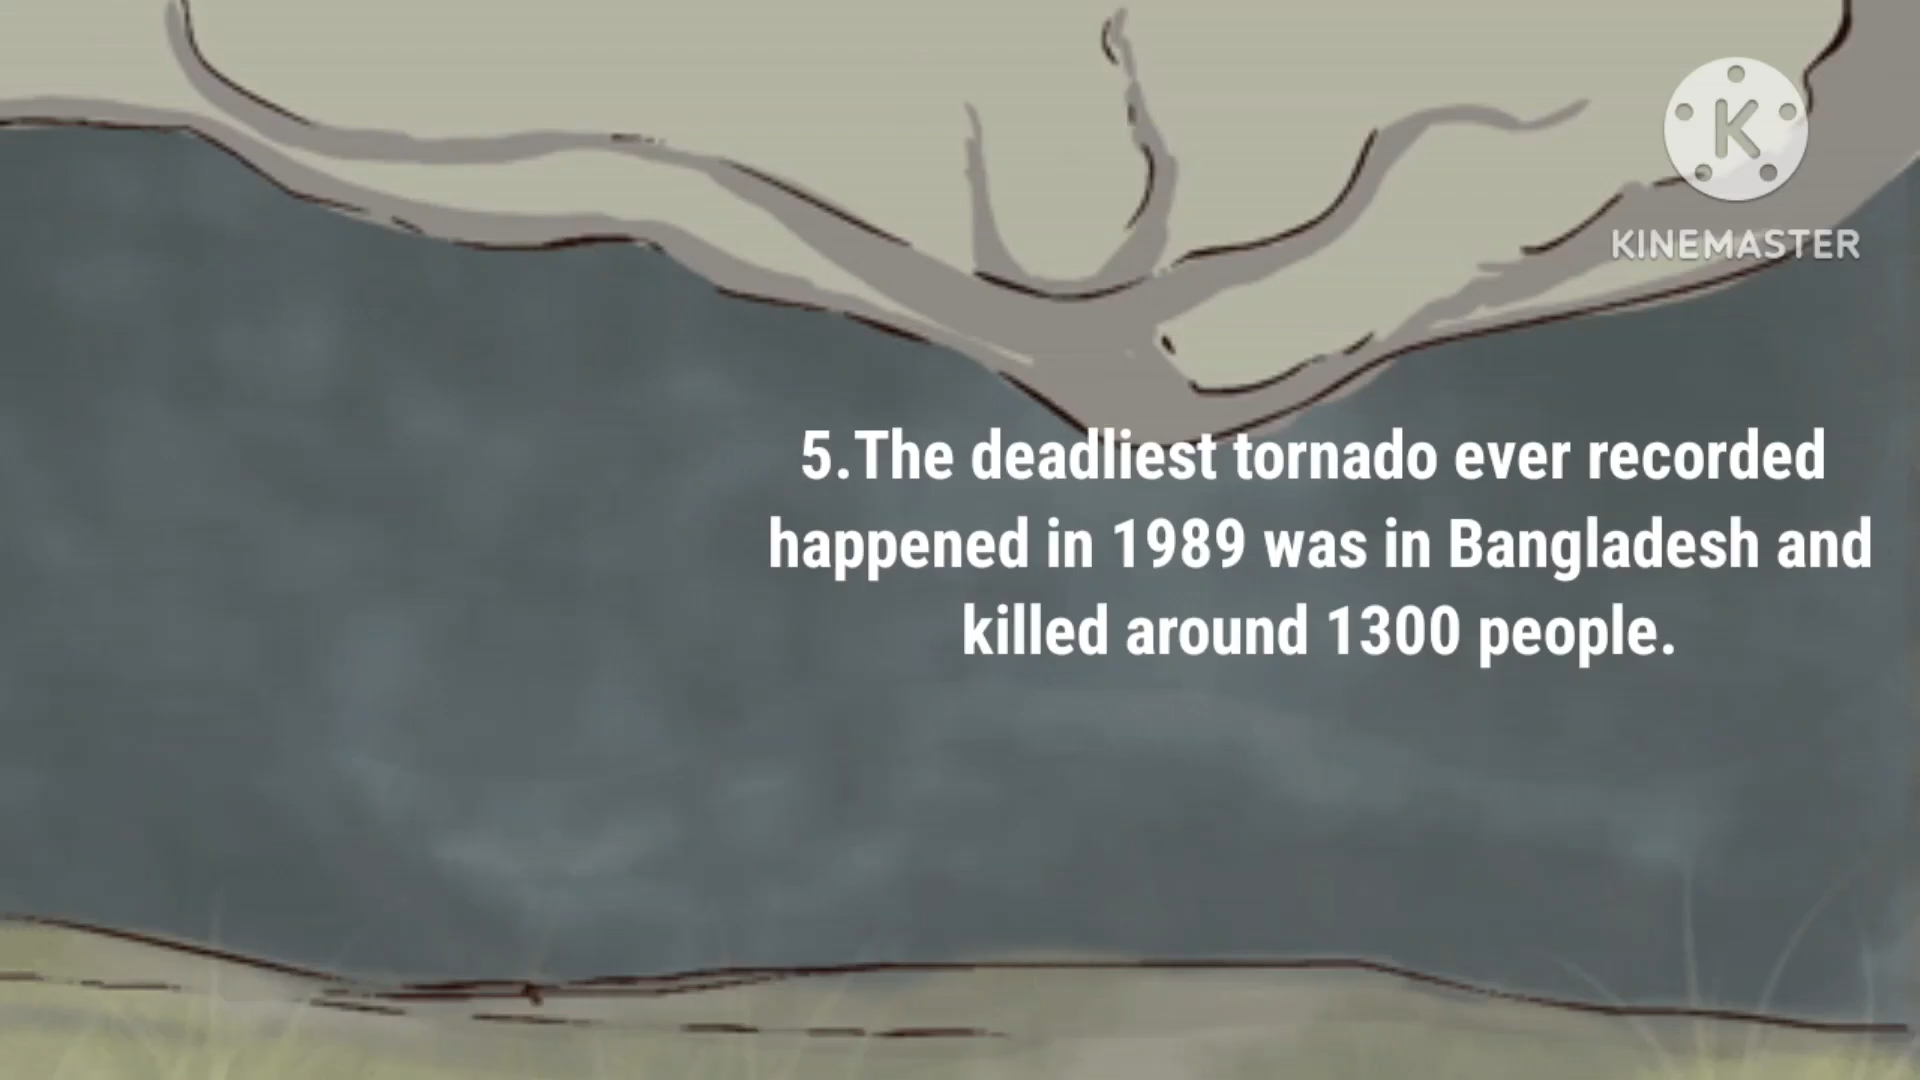 K
KINEMASTER
5.The deadliest tornado ever recorded
happened in 1989 was in Bangladesh and
killed around 1300 people.